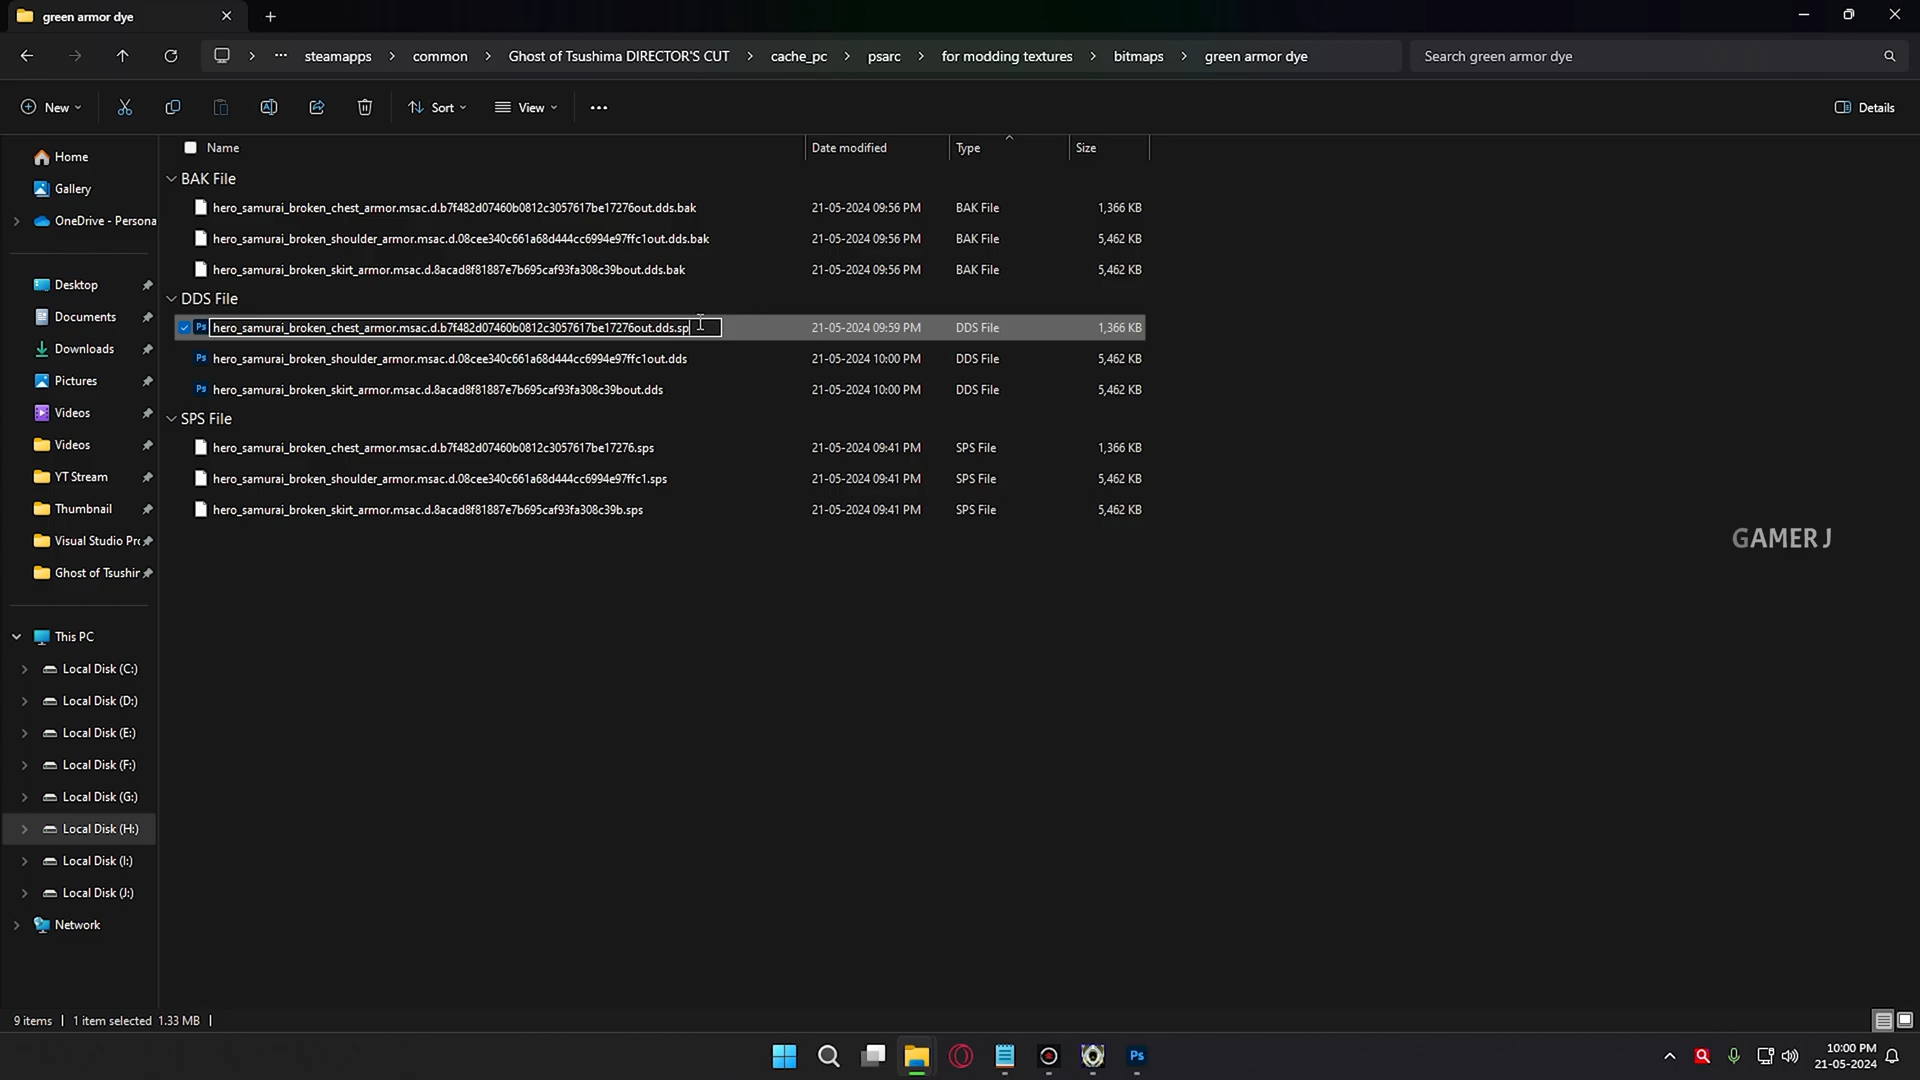 green armor dye
steamapps
common
Ghost of Tsushima DIRECTOR'S CUT
cache_pc
psarc
for modding textures
bitmaps
green armor dye
Search green armor dye
New
Sort
View
Details
Name
Date modified
Type
Size
BAK File
hero_samurai_broken_chest_armor.msac.d.b7f482d07460b0812c3057617be17276out.dds.bak 21-05-2024 09:56 PM BAK File 1,366 KB
hero_samurai_broken_shoulder_armor.msac.d.08cee340c661a68d444cc6994e97ffc1out.dds.bak 21-05-2024 09:56 PM BAK File 5,462 KB
hero_samurai_broken_skirt_armor.msac.d.8acad8f81887e7b695caf93fa308c39bout.dds.bak 21-05-2024 09:56 PM BAK File 5,462 KB
DDS File
Ps hero_samurai_broken_chest_armor.msac.d.b7f482d07460b0812c3057617be17276out.dds.sp 21-05-2024 09:59 PM DDS File 1,366 KB
Ps hero_samurai_broken_shoulder_armor.msac.d.08cee340c661a68d444cc6994e97ffc1out.dds 21-05-2024 10:00 PM DDS File 5,462 KB
Ps hero_samurai_broken_skirt_armor.msac.d.8acad8f81887e7b695caf93fa308c39bout.dds 21-05-2024 10:00 PM DDS File 5,462 KB
SPS File
hero_samurai_broken_chest_armor.msac.d.b7f482d07460b0812c3057617be17276.sps 21-05-2024 09:41 PM SPS File 1,366 KB
hero_samurai_broken_shoulder_armor.msac.d.08cee340c661a68d444cc6994e97ffc1.sps 21-05-2024 09:41 PM SPS File 5,462 KB
hero_samurai_broken_skirt_armor.msac.d.8acad8f81887e7b695caf93fa308c39b.sps 21-05-2024 09:41 PM SPS File 5,462 KB
Home
Gallery
OneDrive - Persona
Desktop
Documents
Downloads
Pictures
Videos
Videos
YT Stream
Thumbnail
Visual Studio Pro
Ghost of Tsushir
This PC
Local Disk (C:)
Local Disk (D:)
Local Disk (E:)
Local Disk (F:)
Local Disk (G:)
Local Disk (H:)
Local Disk (I:)
Local Disk (J:)
Network
GAMER J
9 items
1 item selected 1.33 MB
Ps
10:00 PM
21-05-2024